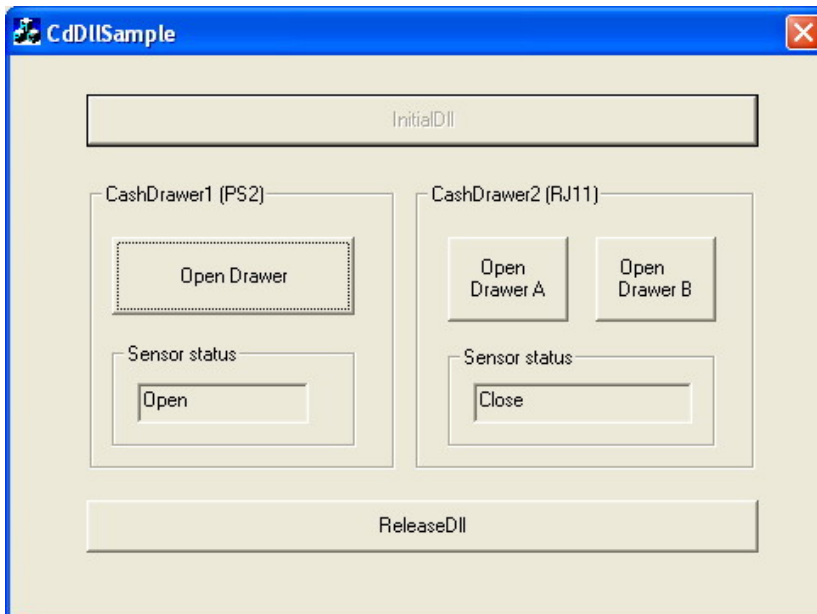 CdDllSample
InitialDll
CashDrawer1 (PS2)
Open Drawer
Sensor status
Open
CashDrawer2 (RJ11)
Open
Drawer A
Open
Drawer B
Sensor status
Close
ReleaseDll